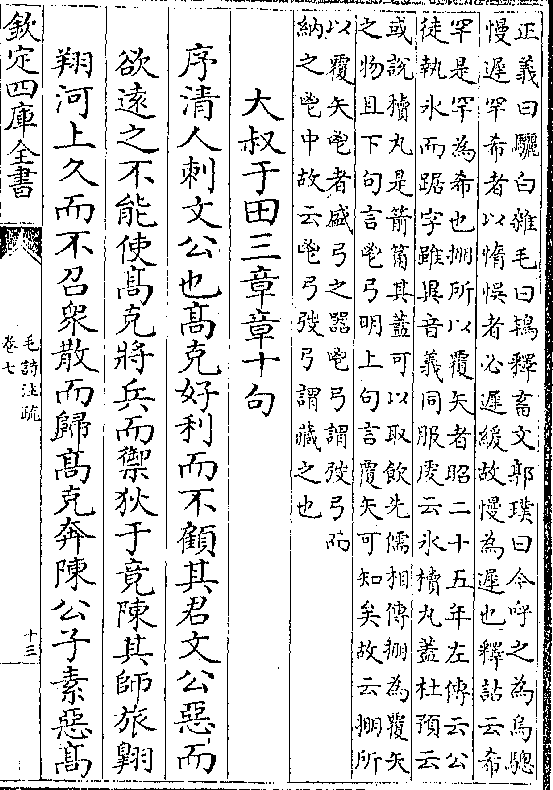 正義曰驪白雜毛曰鴇釋畜文郭璞曰今呼之為烏驄
慢遲罕希者以惰悞者必遲緩故慢為遲也釋詁云希
罕是罕為希也掤所以覆矢者昭二十五年左傳云公
徒執氷而踞字雖異音義同服虔云氷櫝丸蓋杜預云
或說櫝丸是箭筩其蓋可以取飲先儒相傳掤為覆矢
之物且下句言鬯弓明上句言覆矢可知矣故云掤所
以覆矢鬯者盛弓之器鬯弓謂弢弓而
納之鬯中故云鬯弓弢弓謂藏之也
大叔于田三章章十句
序清人刺文公也髙克好利而不顧其君文公惡而
欲逺之不能使髙克將兵而禦狄于竟陳其師旅翺
翔河上久而不召衆散而歸髙克奔陳公子素惡髙
欽定四庫全書
毛詩注疏
卷七
十三